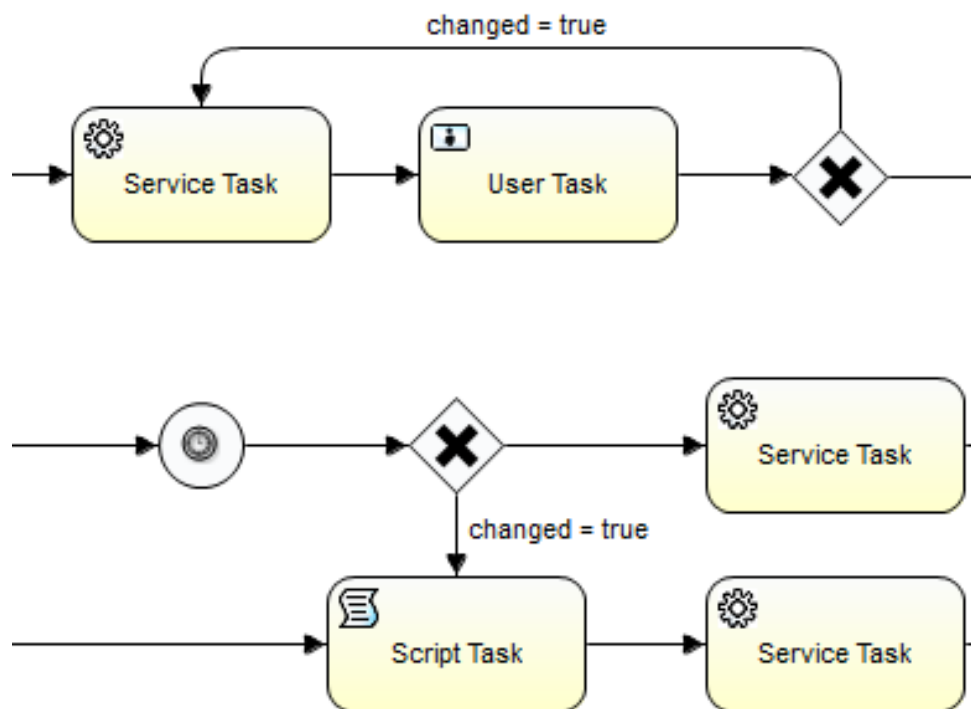 changed = true
Service Task
User Task
Service Task
changed = true
Script Task
Service Task